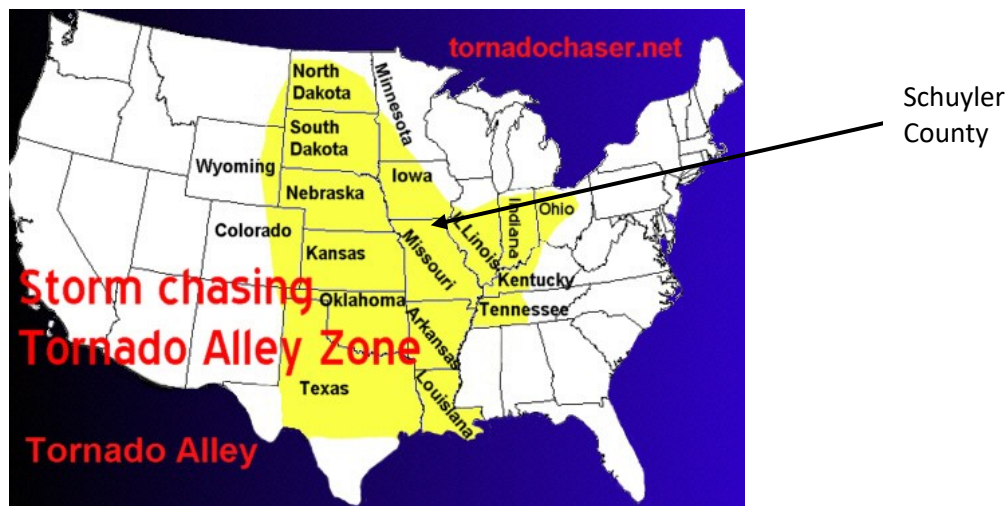 tornadochaser.net
North
Dakota
Minnesota
Schuyler
County
South
Dakota
Wyoming
Iowa
Nebraska
Indiana
Ohio
Colorado
ILLinois
Missouri
Kansas
Kentucky
Storm chasing
Oklahoma
Tennessee
Arkansas
Tornado Alley Zone
Texas
Louisiana
Tornado Alley